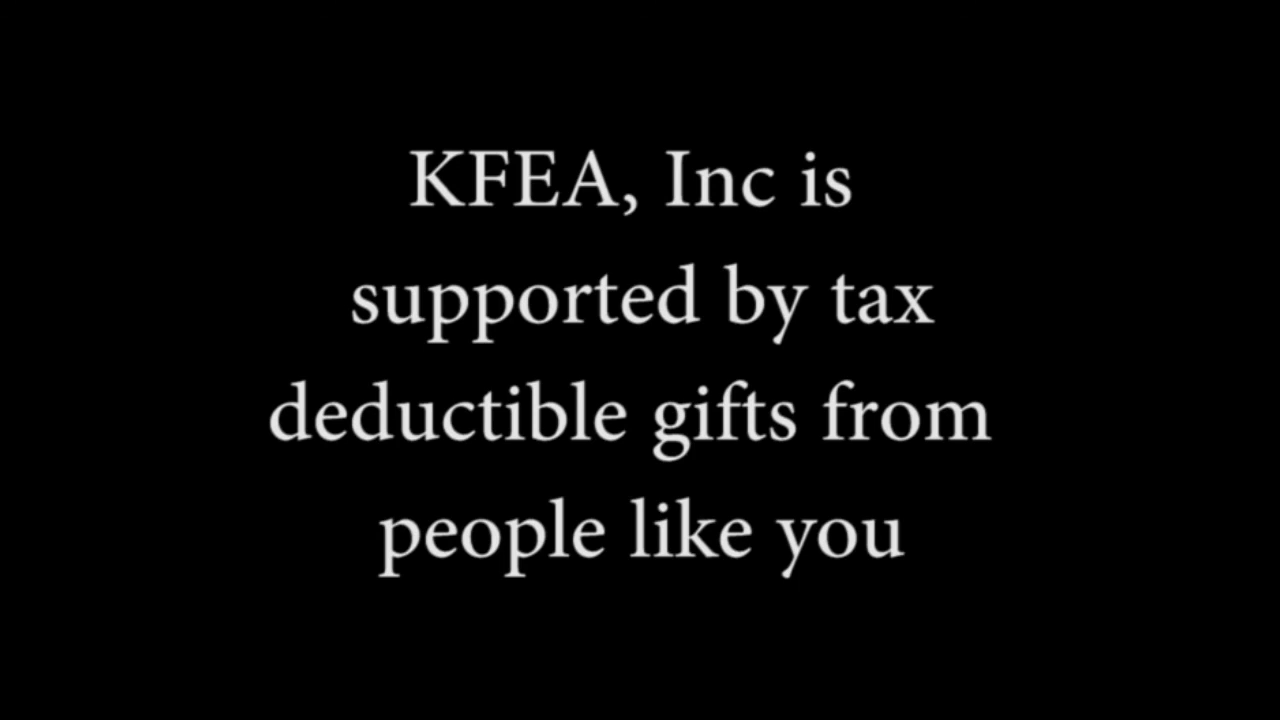 KFEA, Inc is
supported by tax
deductible gifts from
people like you